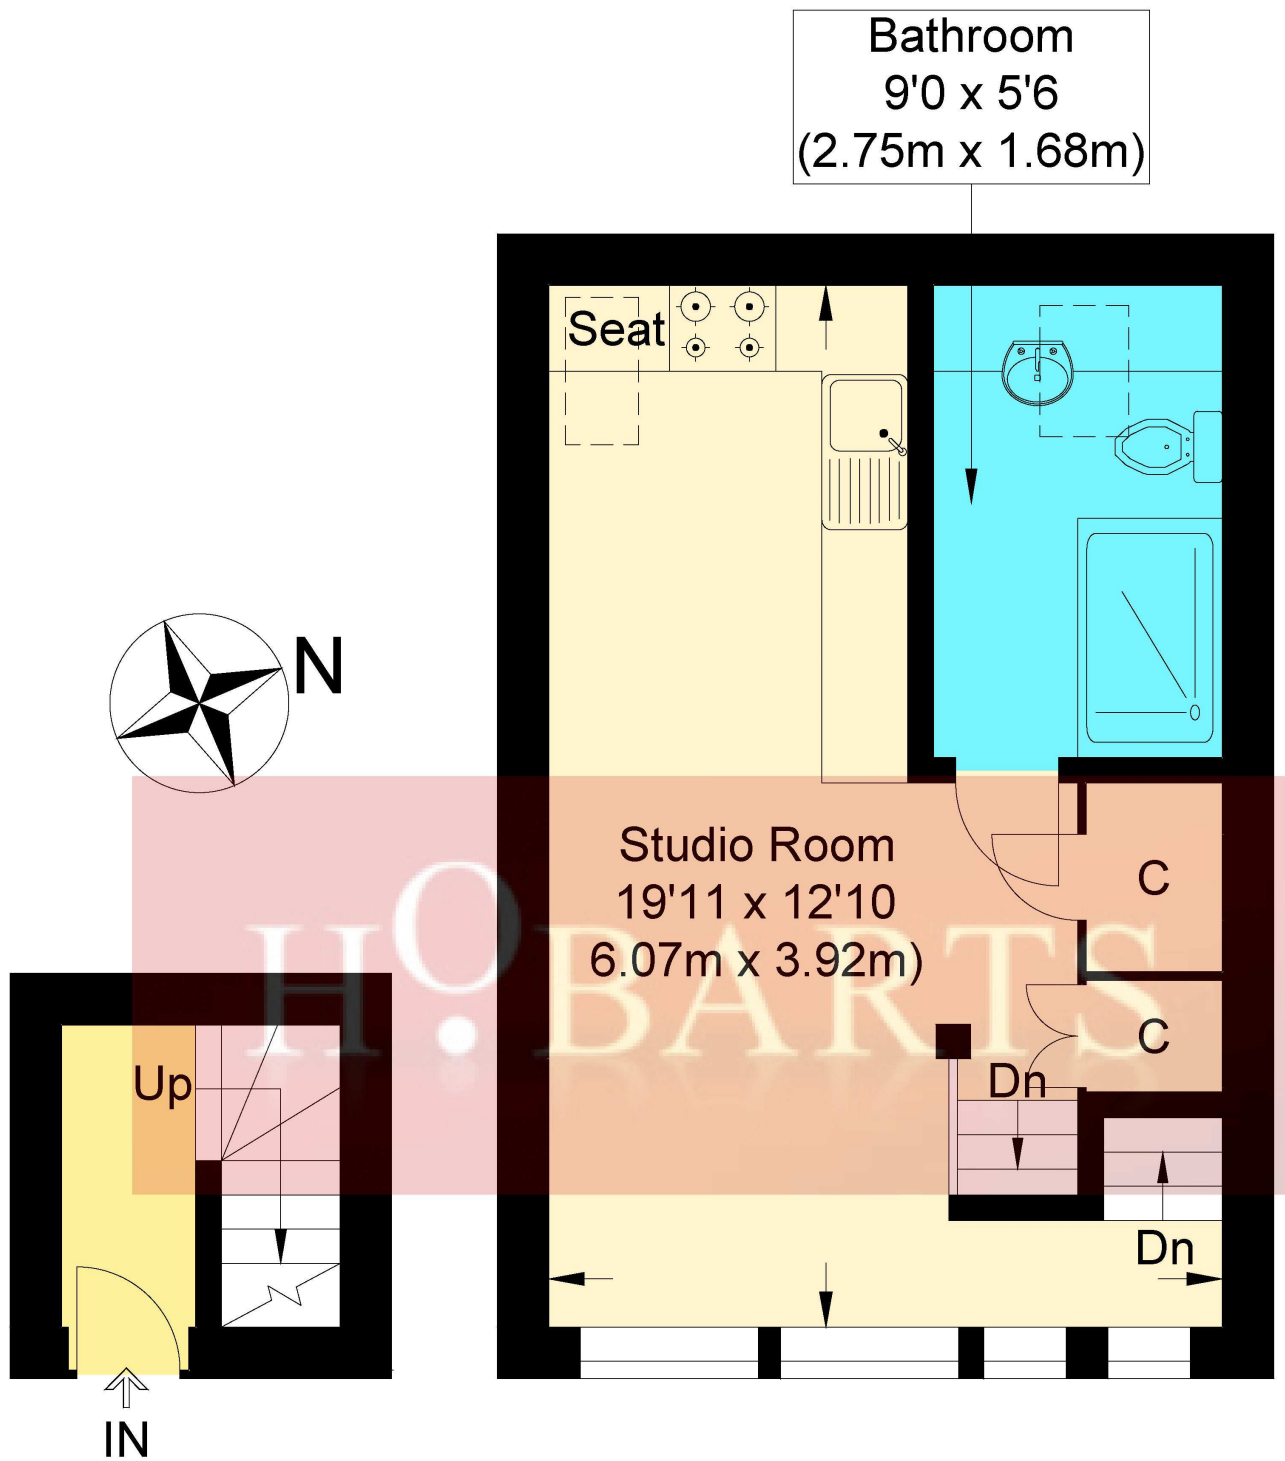 Bathroom
9'0 x 5'6
(2.75m x 1.68m)
Seat
N
Studio Room
19'11 x 12'10
6.07m x 3.92m)
C
HOBARTS
C
Dn
Up
Dn
IN